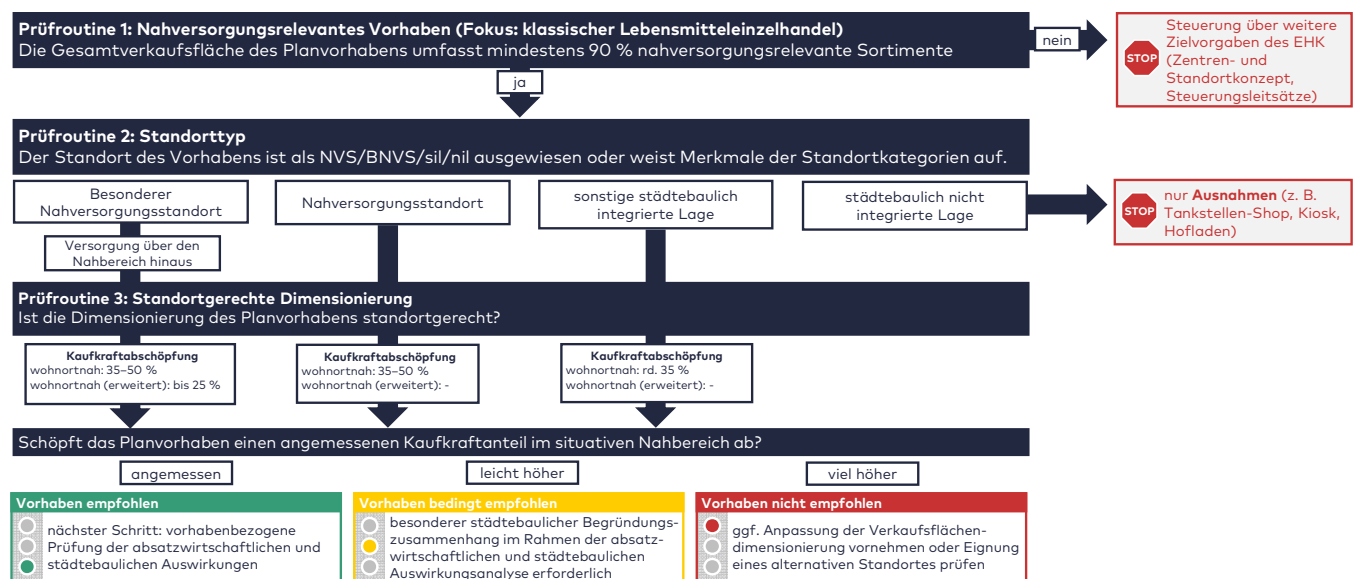 Prüfroutine 1: Nahversorgungsrelevantes Vorhaben (Fokus: klassischer Lebensmitteleinzelhandel)
Die Gesamtverkaufsfläche des Planvorhabens umfasst mindestens 90 % nahversorgungsrelevante Sortimente
nein
STOP
Steuerung über weitere
Zielvorgaben des EHK
(Zentren- und
Standortkonzept,
Steuerungsleitsätze)
ja
Prüfroutine 2: Standorttyp
Der Standort des Vorhabens ist als NVS/BNVS/sil/nil ausgewiesen oder weist Merkmale der Standortkategorien auf.
Besonderer
Nahversorgungsstandort
Nahversorgungsstandort
sonstige städtebaulich
integrierte Lage
städtebaulich nicht
integrierte Lage
STOP
nur Ausnahmen (z. B.
Tankstellen-Shop, Kiosk,
Hofladen)
Versorgung über den
Nahbereich hinaus
Prüfroutine 3: Standortgerechte Dimensionierung
Ist die Dimensionierung des Planvorhabens standortgerecht?
Kaufkraftabschöpfung
wohnortnah: 35–50 %
wohnortnah (erweitert): bis 25 %
Kaufkraftabschöpfung
wohnortnah: 35–50 %
wohnortnah (erweitert): -
Kaufkraftabschöpfung
wohnortnah: rd. 35 %
wohnortnah (erweitert): -
Schöpft das Planvorhaben einen angemessenen Kaufkraftanteil im situativen Nahbereich ab?
angemessen
leicht höher
viel höher
Vorhaben empfohlen
nächster Schritt: vorhabenbezogene
Prüfung der absatzwirtschaftlichen und
städtebaulichen Auswirkungen
Vorhaben bedingt empfohlen
besonderer städtebaulicher Begründungs-
zusammenhang im Rahmen der absatz-
wirtschaftlichen und städtebaulichen
Auswirkungsanalyse erforderlich
Vorhaben nicht empfohlen
ggf. Anpassung der Verkaufsflächen-
dimensionierung vornehmen oder Eignung
eines alternativen Standortes prüfen